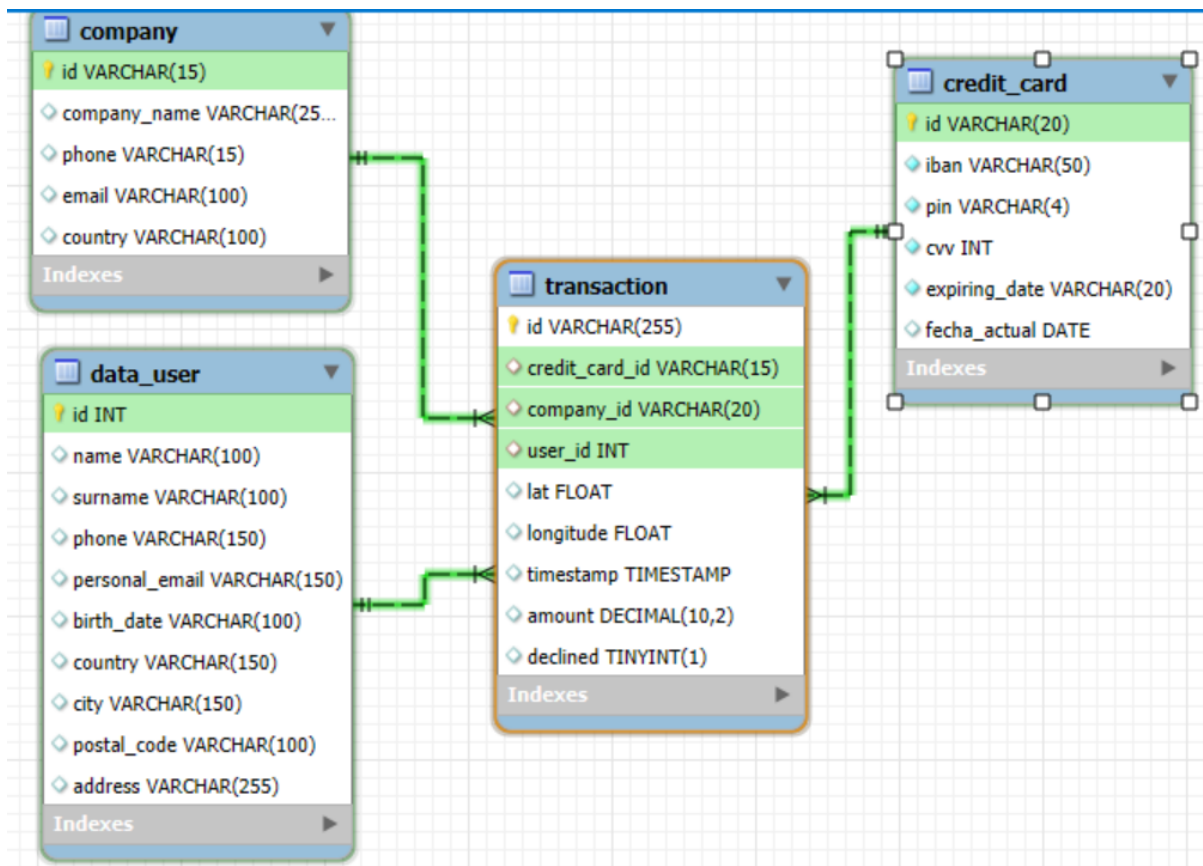 company
id VARCHAR(15)
company_name VARCHAR(25...
phone VARCHAR(15)
email VARCHAR(100)
country VARCHAR(100)
Indexes
data_user
id INT
name VARCHAR(100)
surname VARCHAR(100)
phone VARCHAR(150)
personal_email VARCHAR(150)
birth_date VARCHAR(100)
country VARCHAR(150)
city VARCHAR(150)
postal_code VARCHAR(100)
address VARCHAR(255)
Indexes
transaction
id VARCHAR(255)
credit_card_id VARCHAR(15)
company_id VARCHAR(20)
user_id INT
lat FLOAT
longitude FLOAT
timestamp TIMESTAMP
amount DECIMAL(10,2)
declined TINYINT(1)
Indexes
credit_card
id VARCHAR(20)
iban VARCHAR(50)
pin VARCHAR(4)
cvv INT
expiring_date VARCHAR(20)
fecha_actual DATE
Indexes